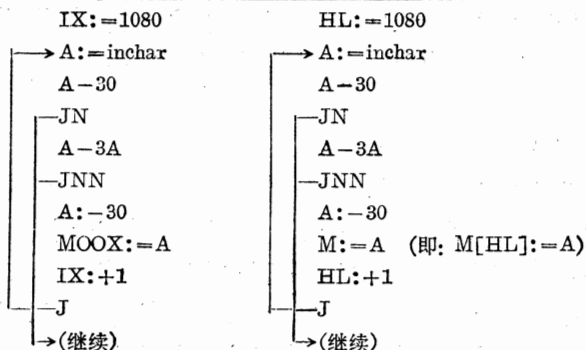 IX:=1080
A:=inchar
A-30
JN
A-3A
JNN
A:-30
MOOX:=A
IX:+1
J
(继续)
HL:=1080
A:=inchar
A-30
JN
A-3A
JNN
A:-30
M:=A (即: M[HL]:=A)
HL:+1
J
(继续)